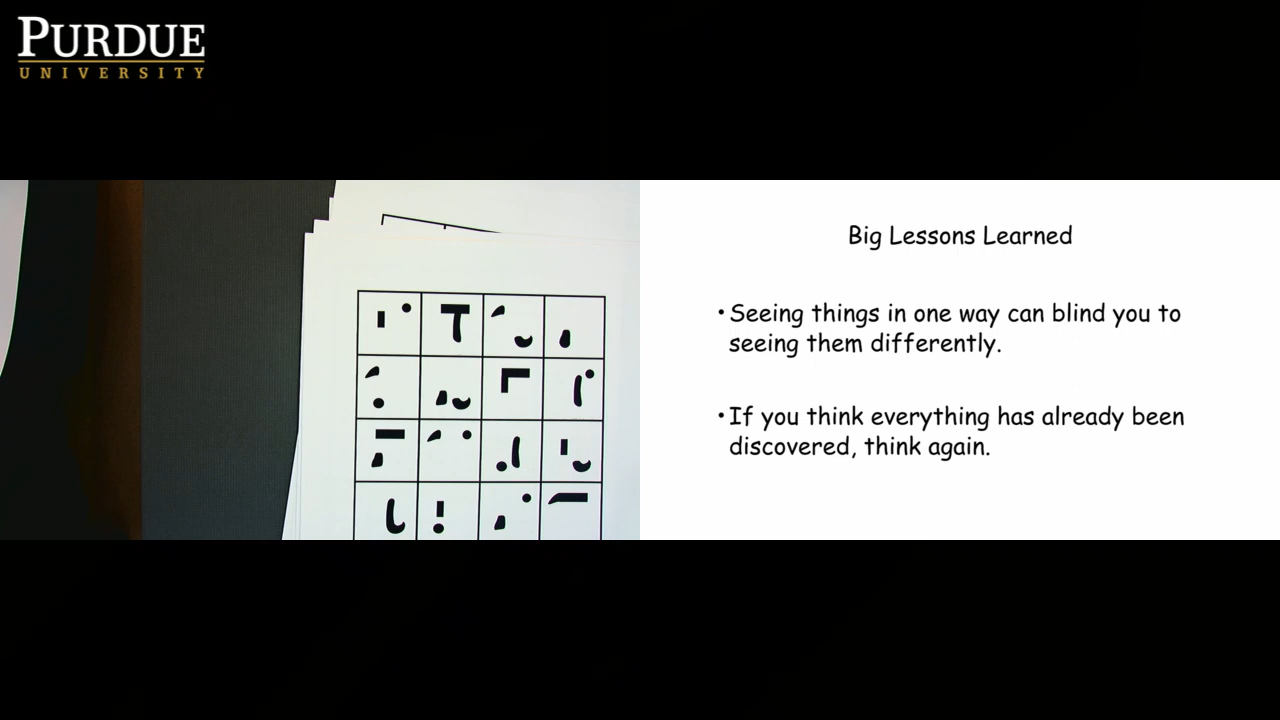 PURDUE
UNIVERSITY
Big Lessons Learned
• Seeing things in one way can blind you to
seeing them differently.
• If you think everything has already been
discovered, think again.